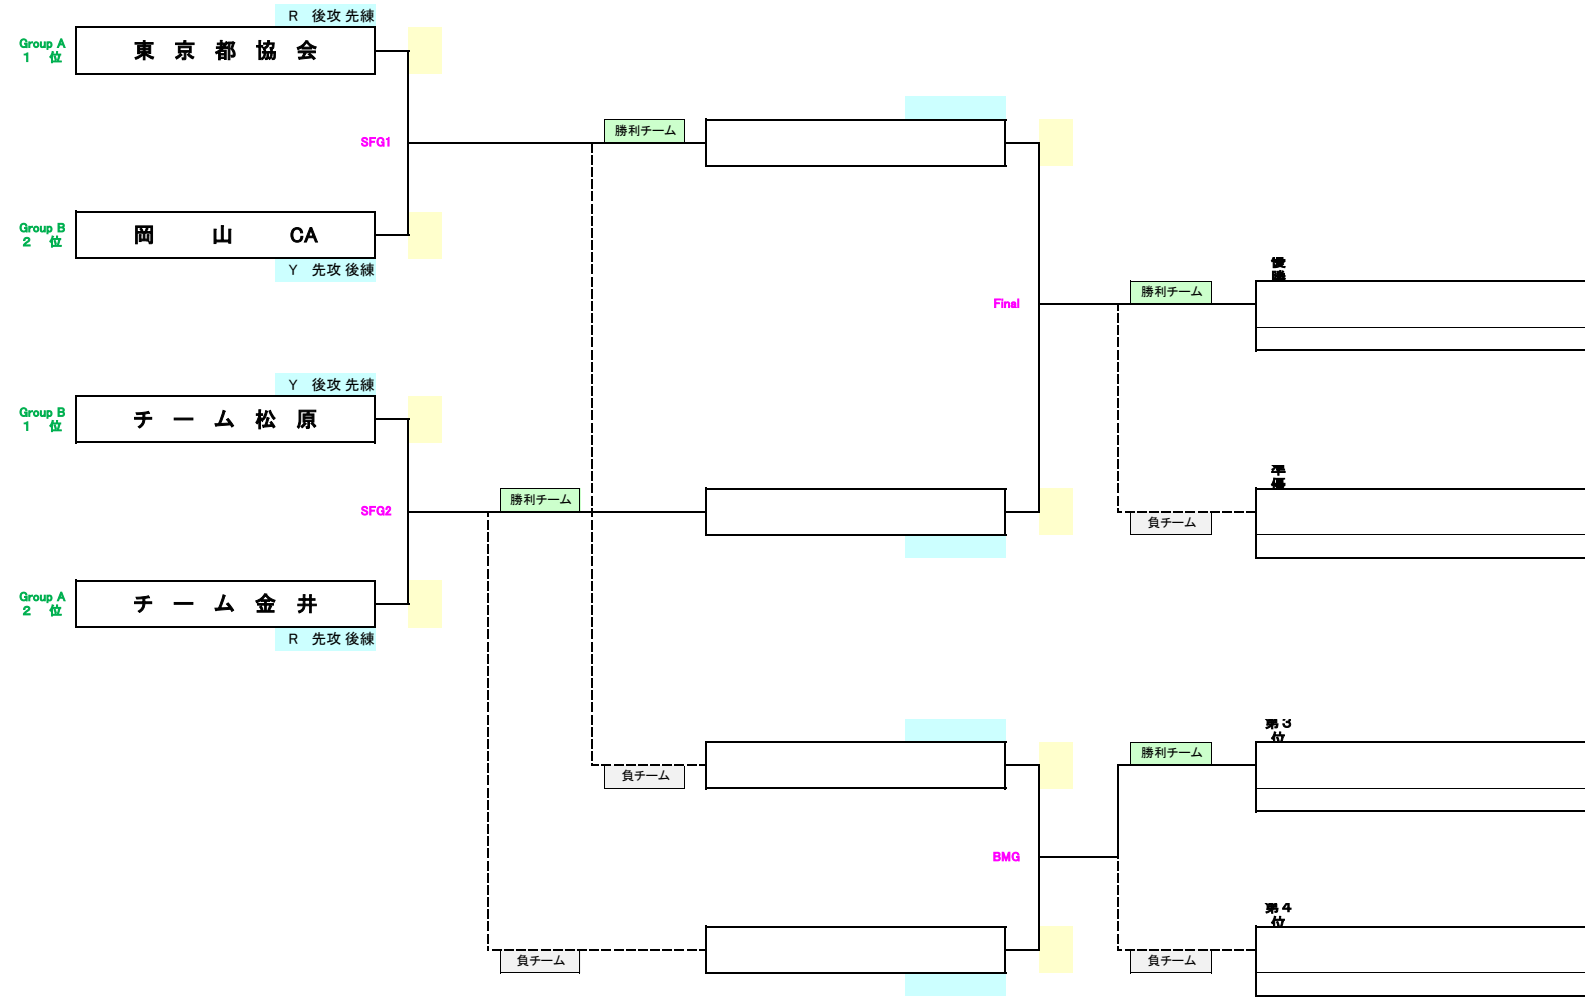 R 後攻 先練
Group A
1 位
東 京 都 協 会
SFG1
勝利チーム
Group B
2 位
岡 山 CA
Y 先攻 後練
Final
勝利チーム
優勝
Y 後攻 先練
Group B
1 位
チ ー ム 松 原
SFG2
勝利チーム
準優
負チーム
Group A
2 位
チ ー ム 金 井
R 先攻 後練
第3
位
勝利チーム
負チーム
BMG
第4
位
負チーム
負チーム